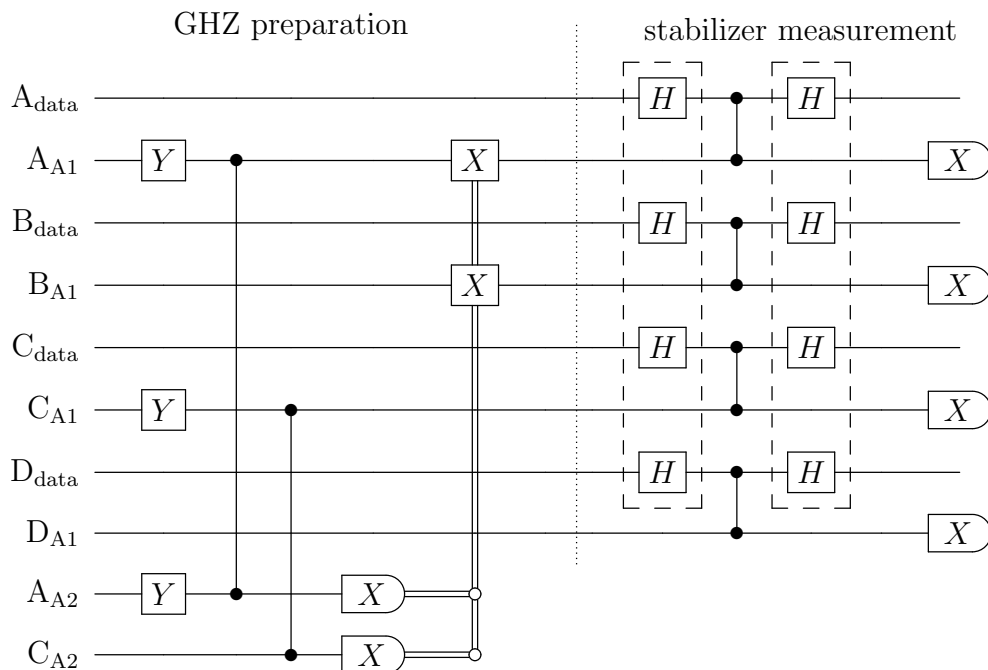 GHZ preparation
stabilizer measurement
A_data H H
A_A1 Y X X
B_data H H
B_A1 X X
C_data H H
C_A1 Y X
D_data H H
D_A1 X
A_A2 Y X
C_A2 X